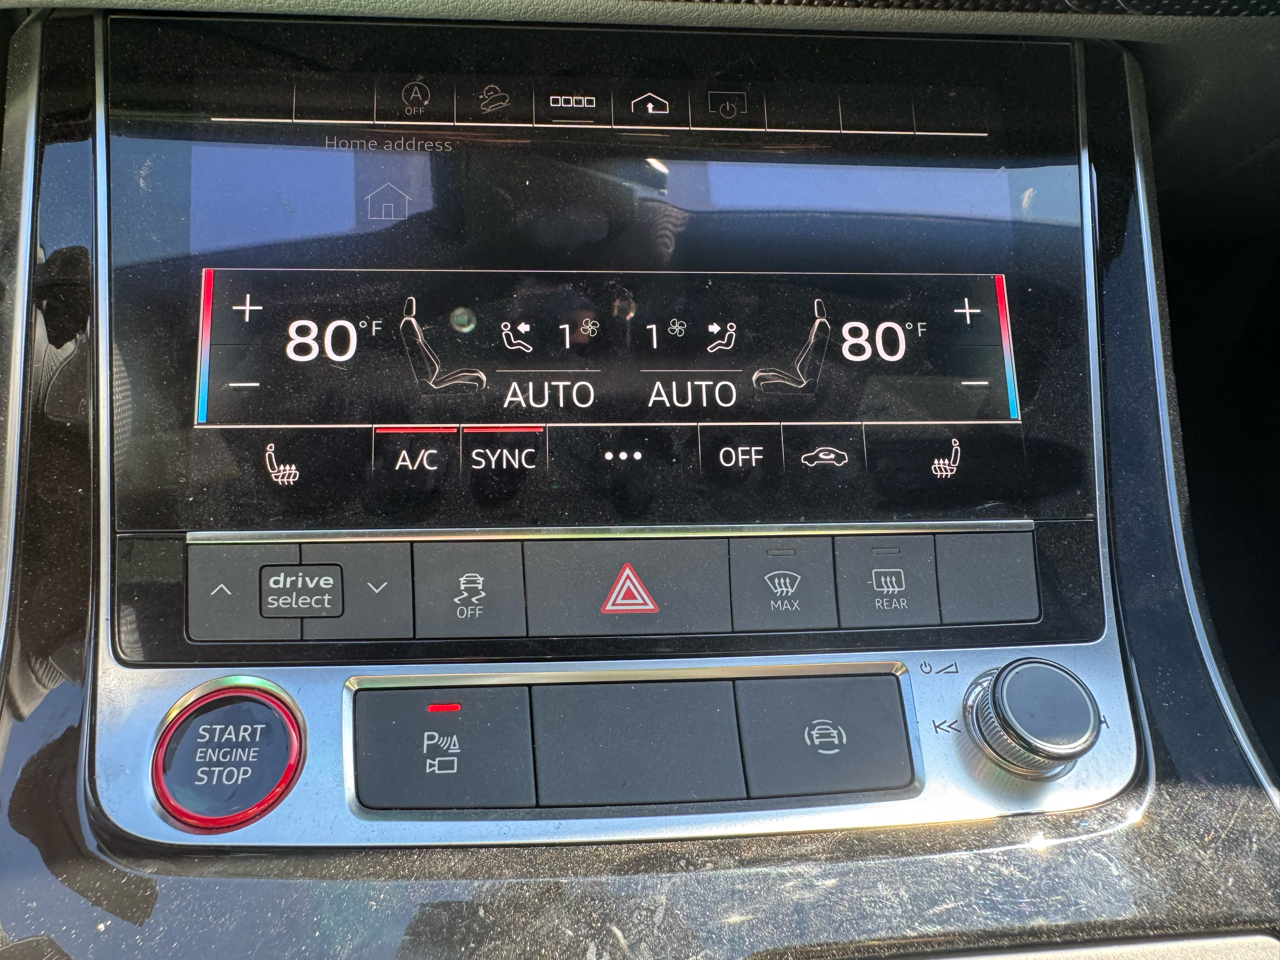 A
OFF
Home address
80°F
1
1
80°F
AUTO
AUTO
A/C
SYNC
•••
OFF
drive
select
OFF
MAX
REAR
START
ENGINE
STOP
P